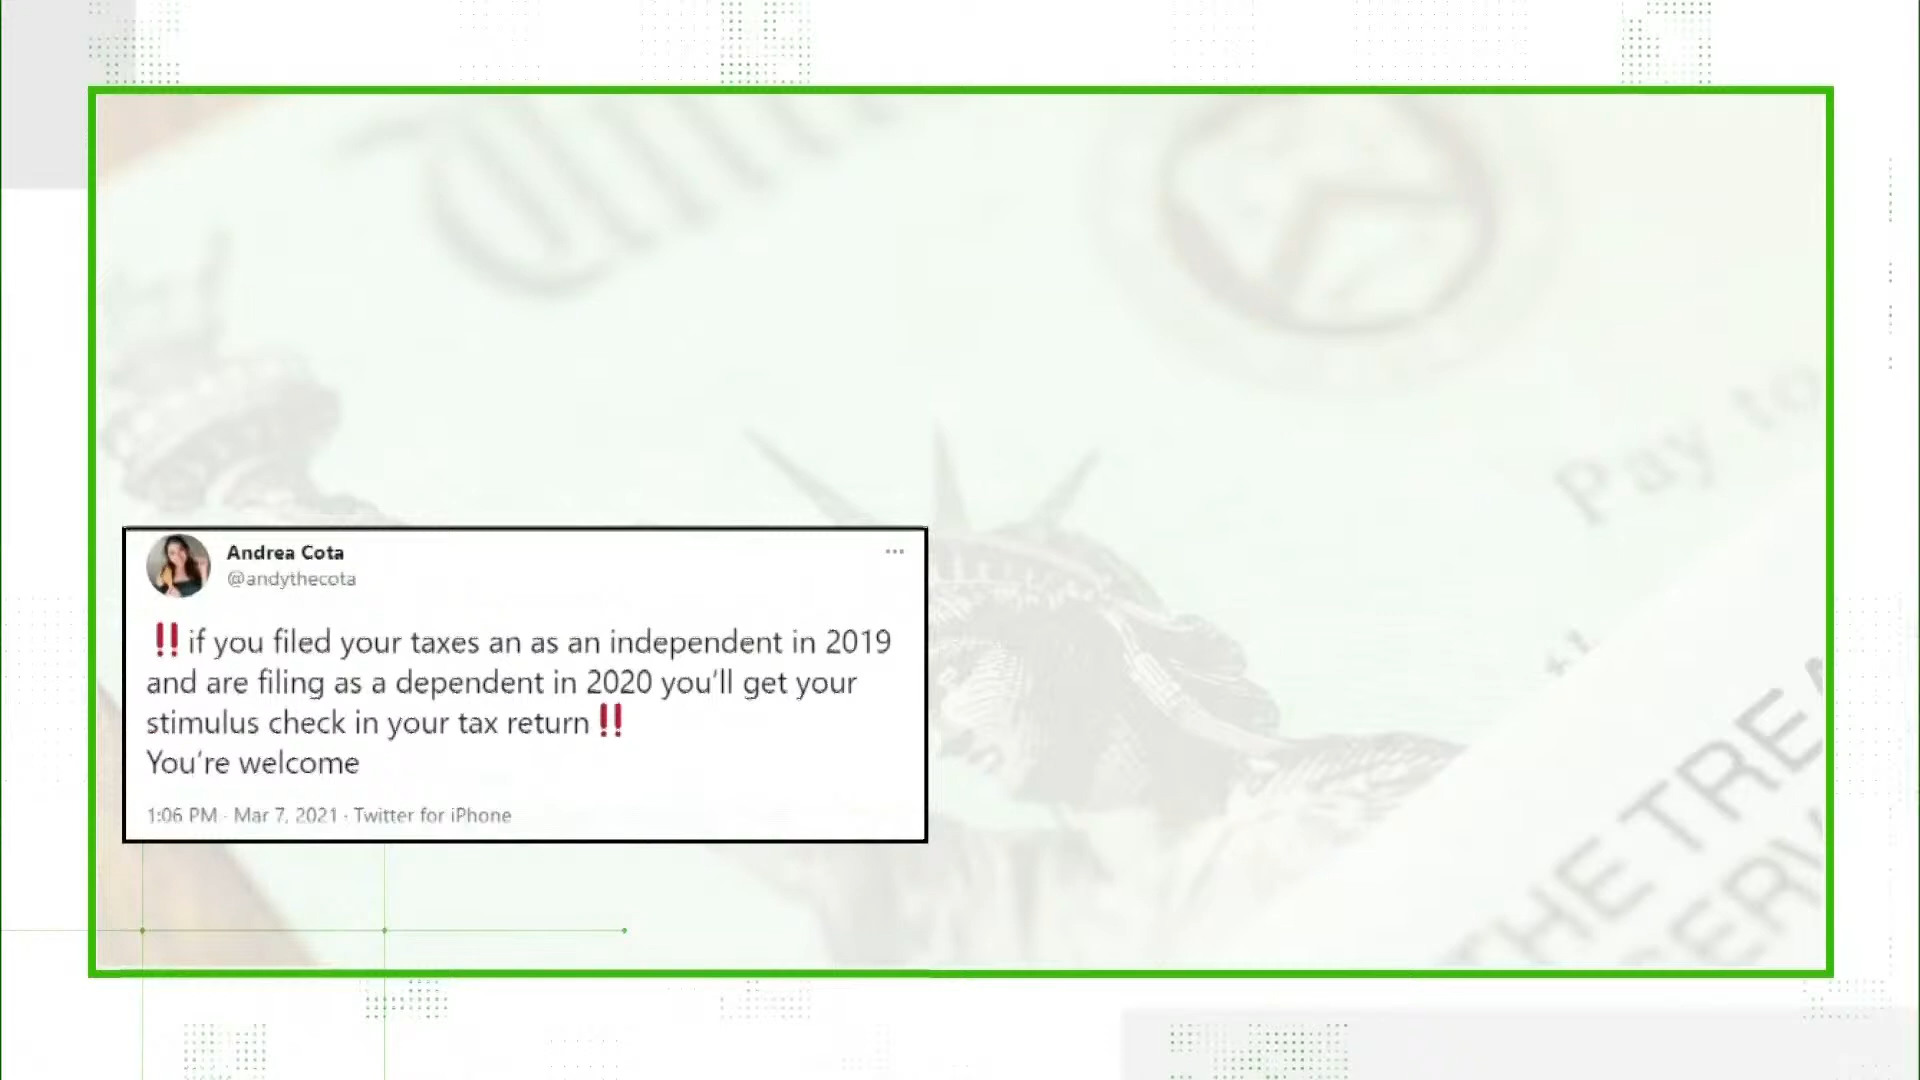 Pay to
THE TREA
SERV
Andrea Cota
@andythecota
‼️if you filed your taxes an as an independent in 2019
and are filing as a dependent in 2020 you'll get your
stimulus check in your tax return‼️
You're welcome
1:06 PM · Mar 7, 2021 · Twitter for iPhone